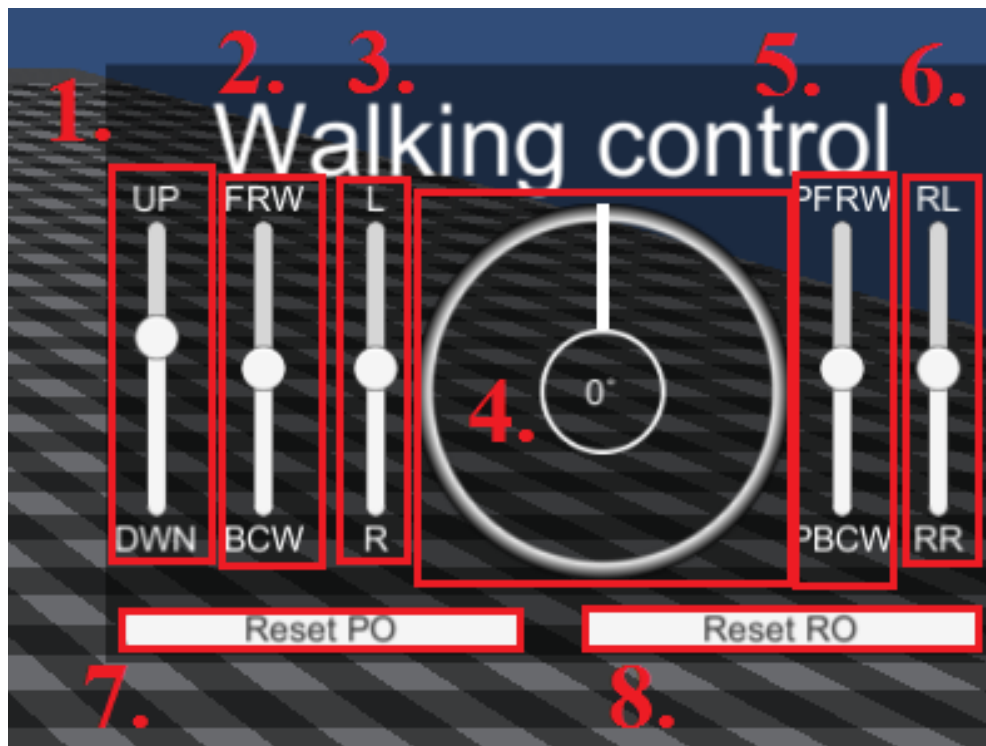 1. 2. 3. 5. 6.
Walking control
UP FRW L PFRW RL
4. 0°
DWN BCW R PBCW RR
Reset PO Reset RO
7. 8.